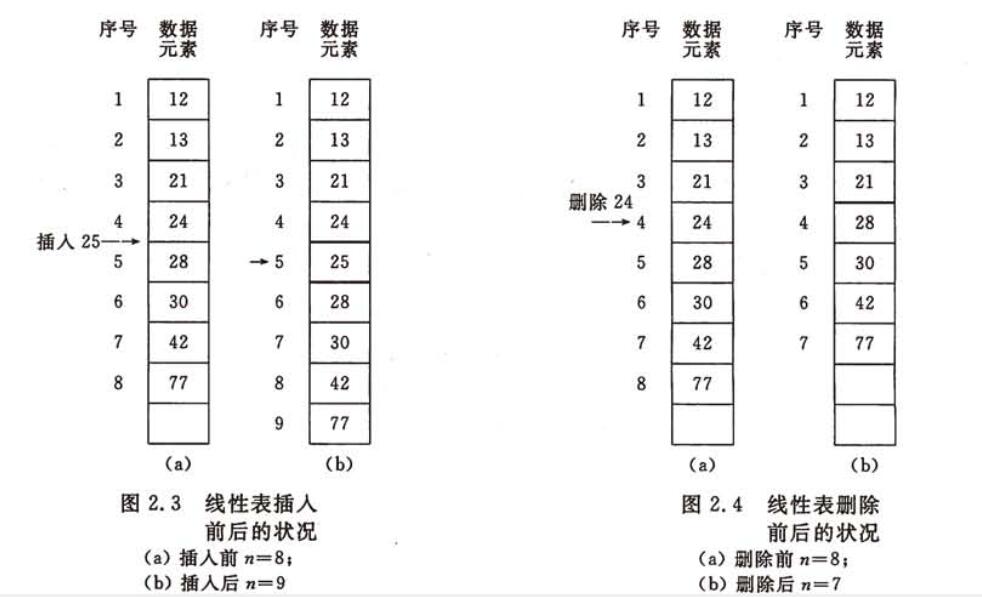 序号 数据元素 序号 数据元素
1 12 1 12
2 13 2 13
3 21 3 21
4 24 4 24
插入 25
5 28 5 25
6 30 6 28
7 42 7 30
8 77 8 42
9 77
(a) (b)
图 2.3 线性表插入
前后的状况
(a) 插入前 n=8;
(b) 插入后 n=9
序号 数据元素 序号 数据元素
1 12 1 12
2 13 2 13
3 21 3 21
删除 24
4 24 4 28
5 28 5 30
6 30 6 42
7 42 7 77
8 77
(a) (b)
图 2.4 线性表删除
前后的状况
(a) 删除前 n=8;
(b) 删除后 n=7